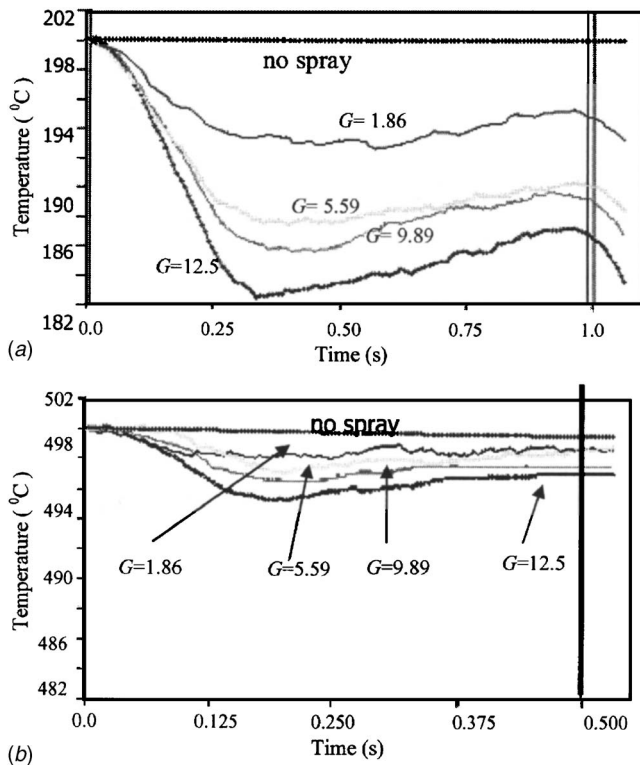 202
199
194
190
186
182
Temperature ( ⁰C)
no spray
G= 1.86
G= 5.59
G= 9.89
G=12.5
0.0 0.25 0.50 0.75 1.0
Time (s)
(a)
502
498
494
490
486
482
Temperature ( ⁰C)
no spray
G=1.86 G=5.59 G=9.89 G=12.5
0.0 0.125 0.250 0.375 0.500
Time (s)
(b)